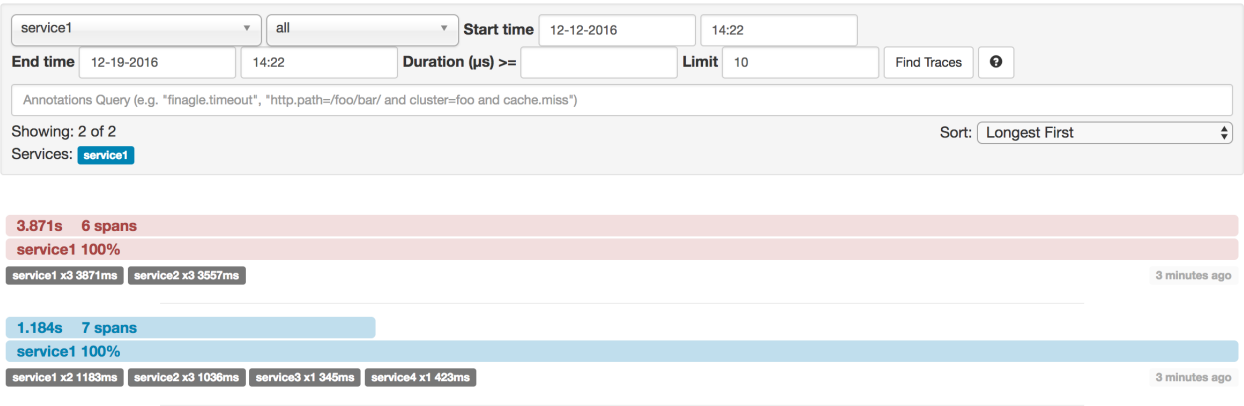 service1 all Start time 12-12-2016 14:22
End time 12-19-2016 14:22 Duration (μs) >= Limit 10 Find Traces ?
Annotations Query (e.g. "finagle.timeout", "http.path=/foo/bar/ and cluster=foo and cache.miss")
Showing: 2 of 2 Sort: Longest First
Services: service1
3.871s 6 spans
service1 100%
service1 x3 3871ms service2 x3 3557ms 3 minutes ago
1.184s 7 spans
service1 100%
service1 x2 1183ms service2 x3 1036ms service3 x1 345ms service4 x1 423ms 3 minutes ago